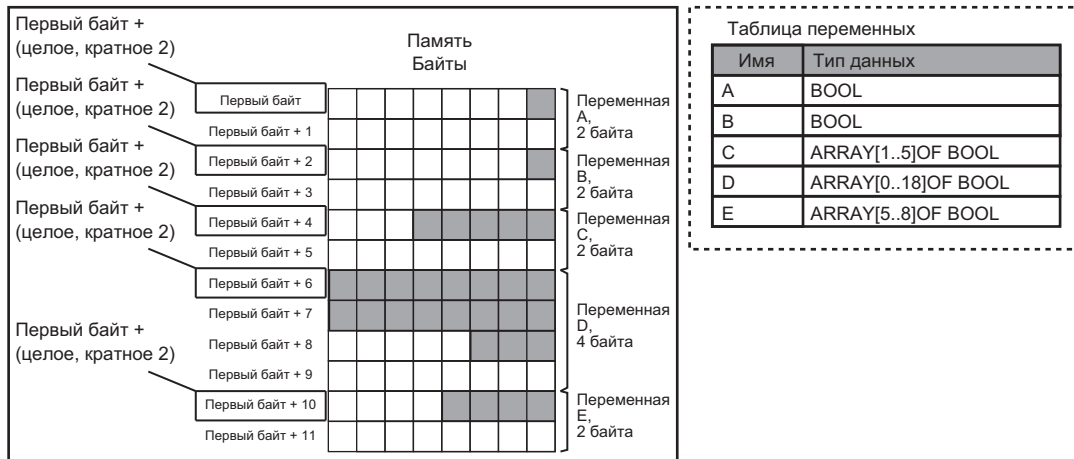 Первый байт +
(целое, кратное 2)
Первый байт +
(целое, кратное 2)
Первый байт +
(целое, кратное 2)
Первый байт +
(целое, кратное 2)
Первый байт +
(целое, кратное 2)
Память
Байты
Первый байт
Первый байт + 1
Первый байт + 2
Первый байт + 3
Первый байт + 4
Первый байт + 5
Первый байт + 6
Первый байт + 7
Первый байт + 8
Первый байт + 9
Первый байт + 10
Первый байт + 11
Переменная
A,
2 байта
Переменная
B,
2 байта
Переменная
C,
2 байта
Переменная
D,
4 байта
Переменная
E,
2 байта
Таблица переменных
Имя Тип данных
A BOOL
B BOOL
C ARRAY[1..5]OF BOOL
D ARRAY[0..18]OF BOOL
E ARRAY[5..8]OF BOOL